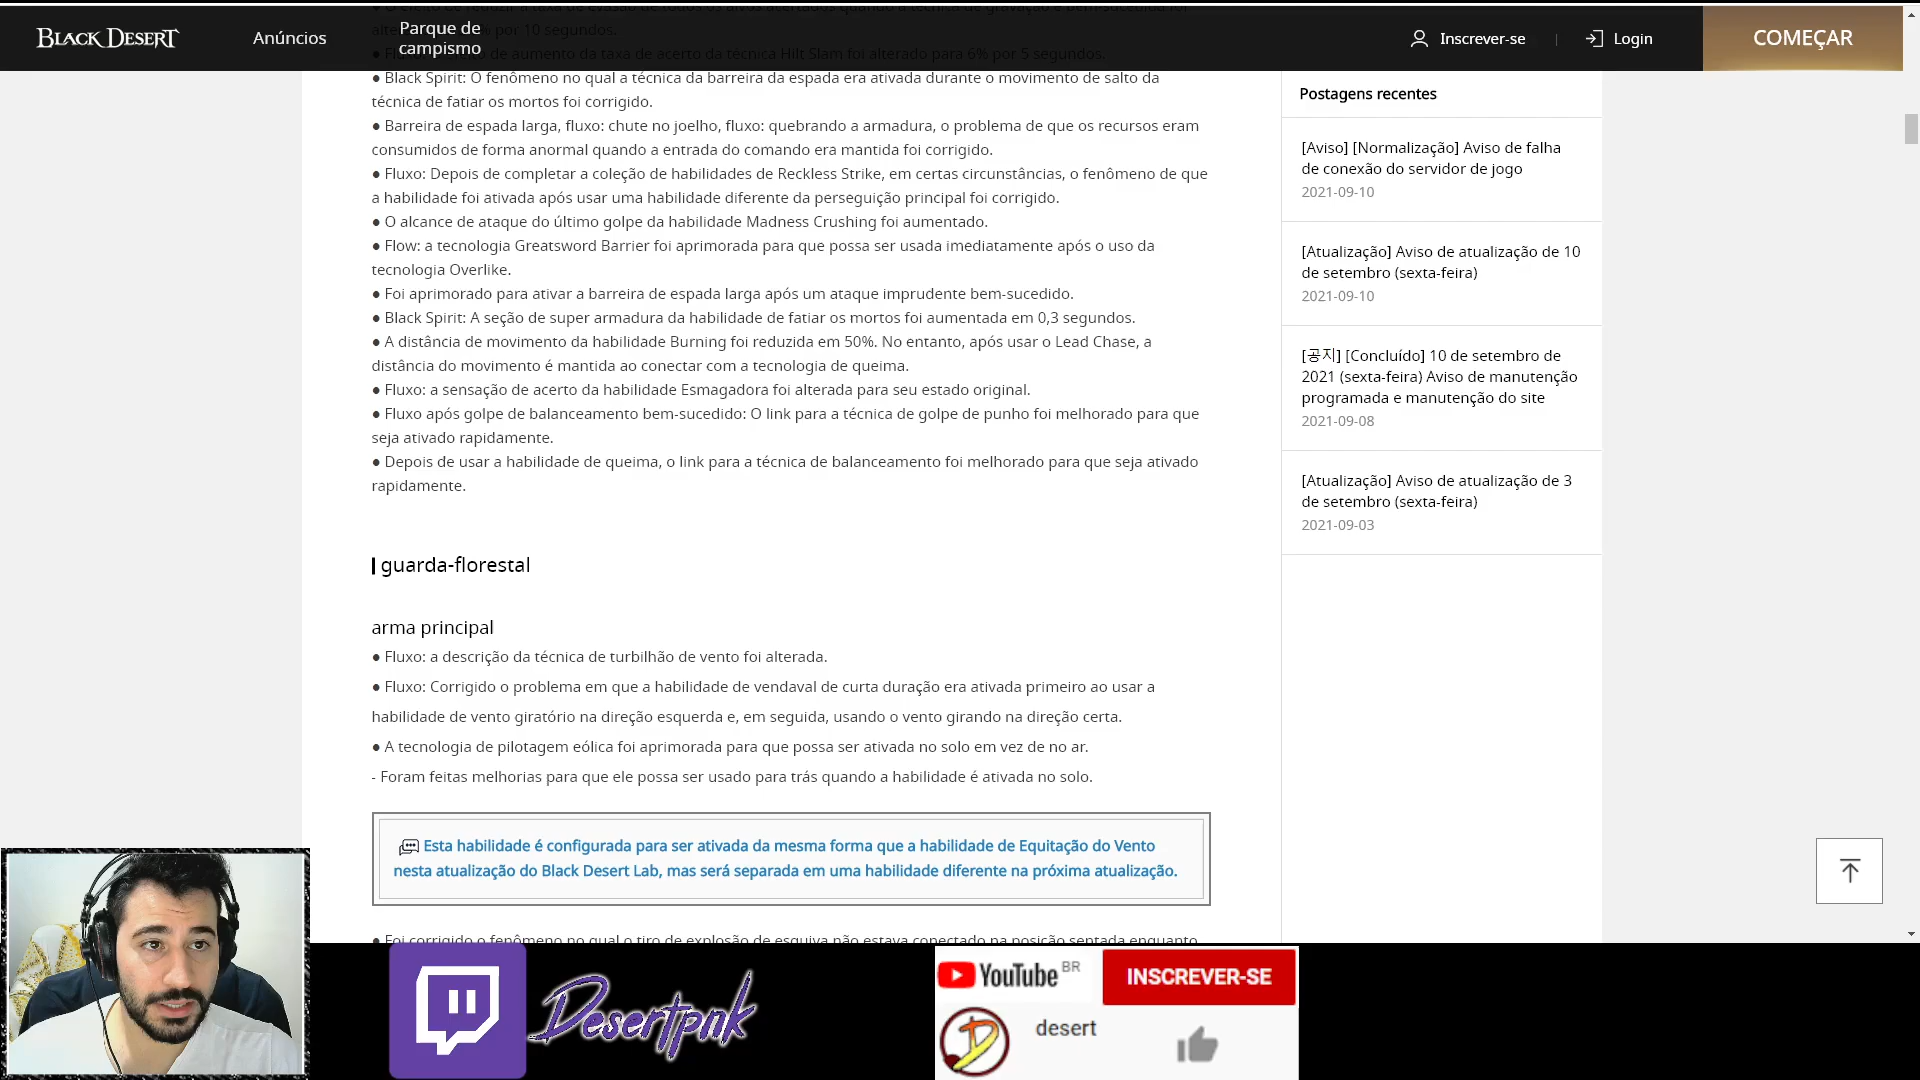 BLACK DESERT
Anúncios
Parque de
campismo
Inscrever-se
Login
COMEÇAR
por 10 segundos.
aumento da taxa de acerto da técnica Hilt Slam foi alterado para 6% por 5 segundos.
● Black Spirit: O fenômeno no qual a técnica da barreira da espada era ativada durante o movimento de salto da
técnica de fatiar os mortos foi corrigido.
● Barreira de espada larga, fluxo: chute no joelho, fluxo: quebrando a armadura, o problema de que os recursos eram
consumidos de forma anormal quando a entrada do comando era mantida foi corrigido.
● Fluxo: Depois de completar a coleção de habilidades de Reckless Strike, em certas circunstâncias, o fenômeno de que
a habilidade foi ativada após usar uma habilidade diferente da perseguição principal foi corrigido.
● O alcance de ataque do último golpe da habilidade Madness Crushing foi aumentado.
● Flow: a tecnologia Greatsword Barrier foi aprimorada para que possa ser usada imediatamente após o uso da
tecnologia Overlike.
● Foi aprimorado para ativar a barreira de espada larga após um ataque imprudente bem-sucedido.
● Black Spirit: A seção de super armadura da habilidade de fatiar os mortos foi aumentada em 0,3 segundos.
● A distância de movimento da habilidade Burning foi reduzida em 50%. No entanto, após usar o Lead Chase, a
distância do movimento é mantida ao conectar com a tecnologia de queima.
● Fluxo: a sensação de acerto da habilidade Esmagadora foi alterada para seu estado original.
● Fluxo após golpe de balanceamento bem-sucedido: O link para a técnica de golpe de punho foi melhorado para que
seja ativado rapidamente.
● Depois de usar a habilidade de queima, o link para a técnica de balanceamento foi melhorado para que seja ativado
rapidamente.
guarda-florestal
arma principal
● Fluxo: a descrição da técnica de turbilhão de vento foi alterada.
● Fluxo: Corrigido o problema em que a habilidade de vendaval de curta duração era ativada primeiro ao usar a
habilidade de vento giratório na direção esquerda e, em seguida, usando o vento girando na direção certa.
● A tecnologia de pilotagem eólica foi aprimorada para que possa ser ativada no solo em vez de no ar.
- Foram feitas melhorias para que ele possa ser usado para trás quando a habilidade é ativada no solo.
Esta habilidade é configurada para ser ativada da mesma forma que a habilidade de Equitação do Vento
nesta atualização do Black Desert Lab, mas será separada em uma habilidade diferente na próxima atualização.
● Foi corrigido o fenômeno no qual o tiro de explosão de esquiva não estava conectado na posição sentada enquanto
Postagens recentes
[Aviso] [Normalização] Aviso de falha
de conexão do servidor de jogo
2021-09-10
[Atualização] Aviso de atualização de 10
de setembro (sexta-feira)
2021-09-10
[공지] [Concluído] 10 de setembro de
2021 (sexta-feira) Aviso de manutenção
programada e manutenção do site
2021-09-08
[Atualização] Aviso de atualização de 3
de setembro (sexta-feira)
2021-09-03
Desertpnk
YouTube BR
INSCREVER-SE
desert